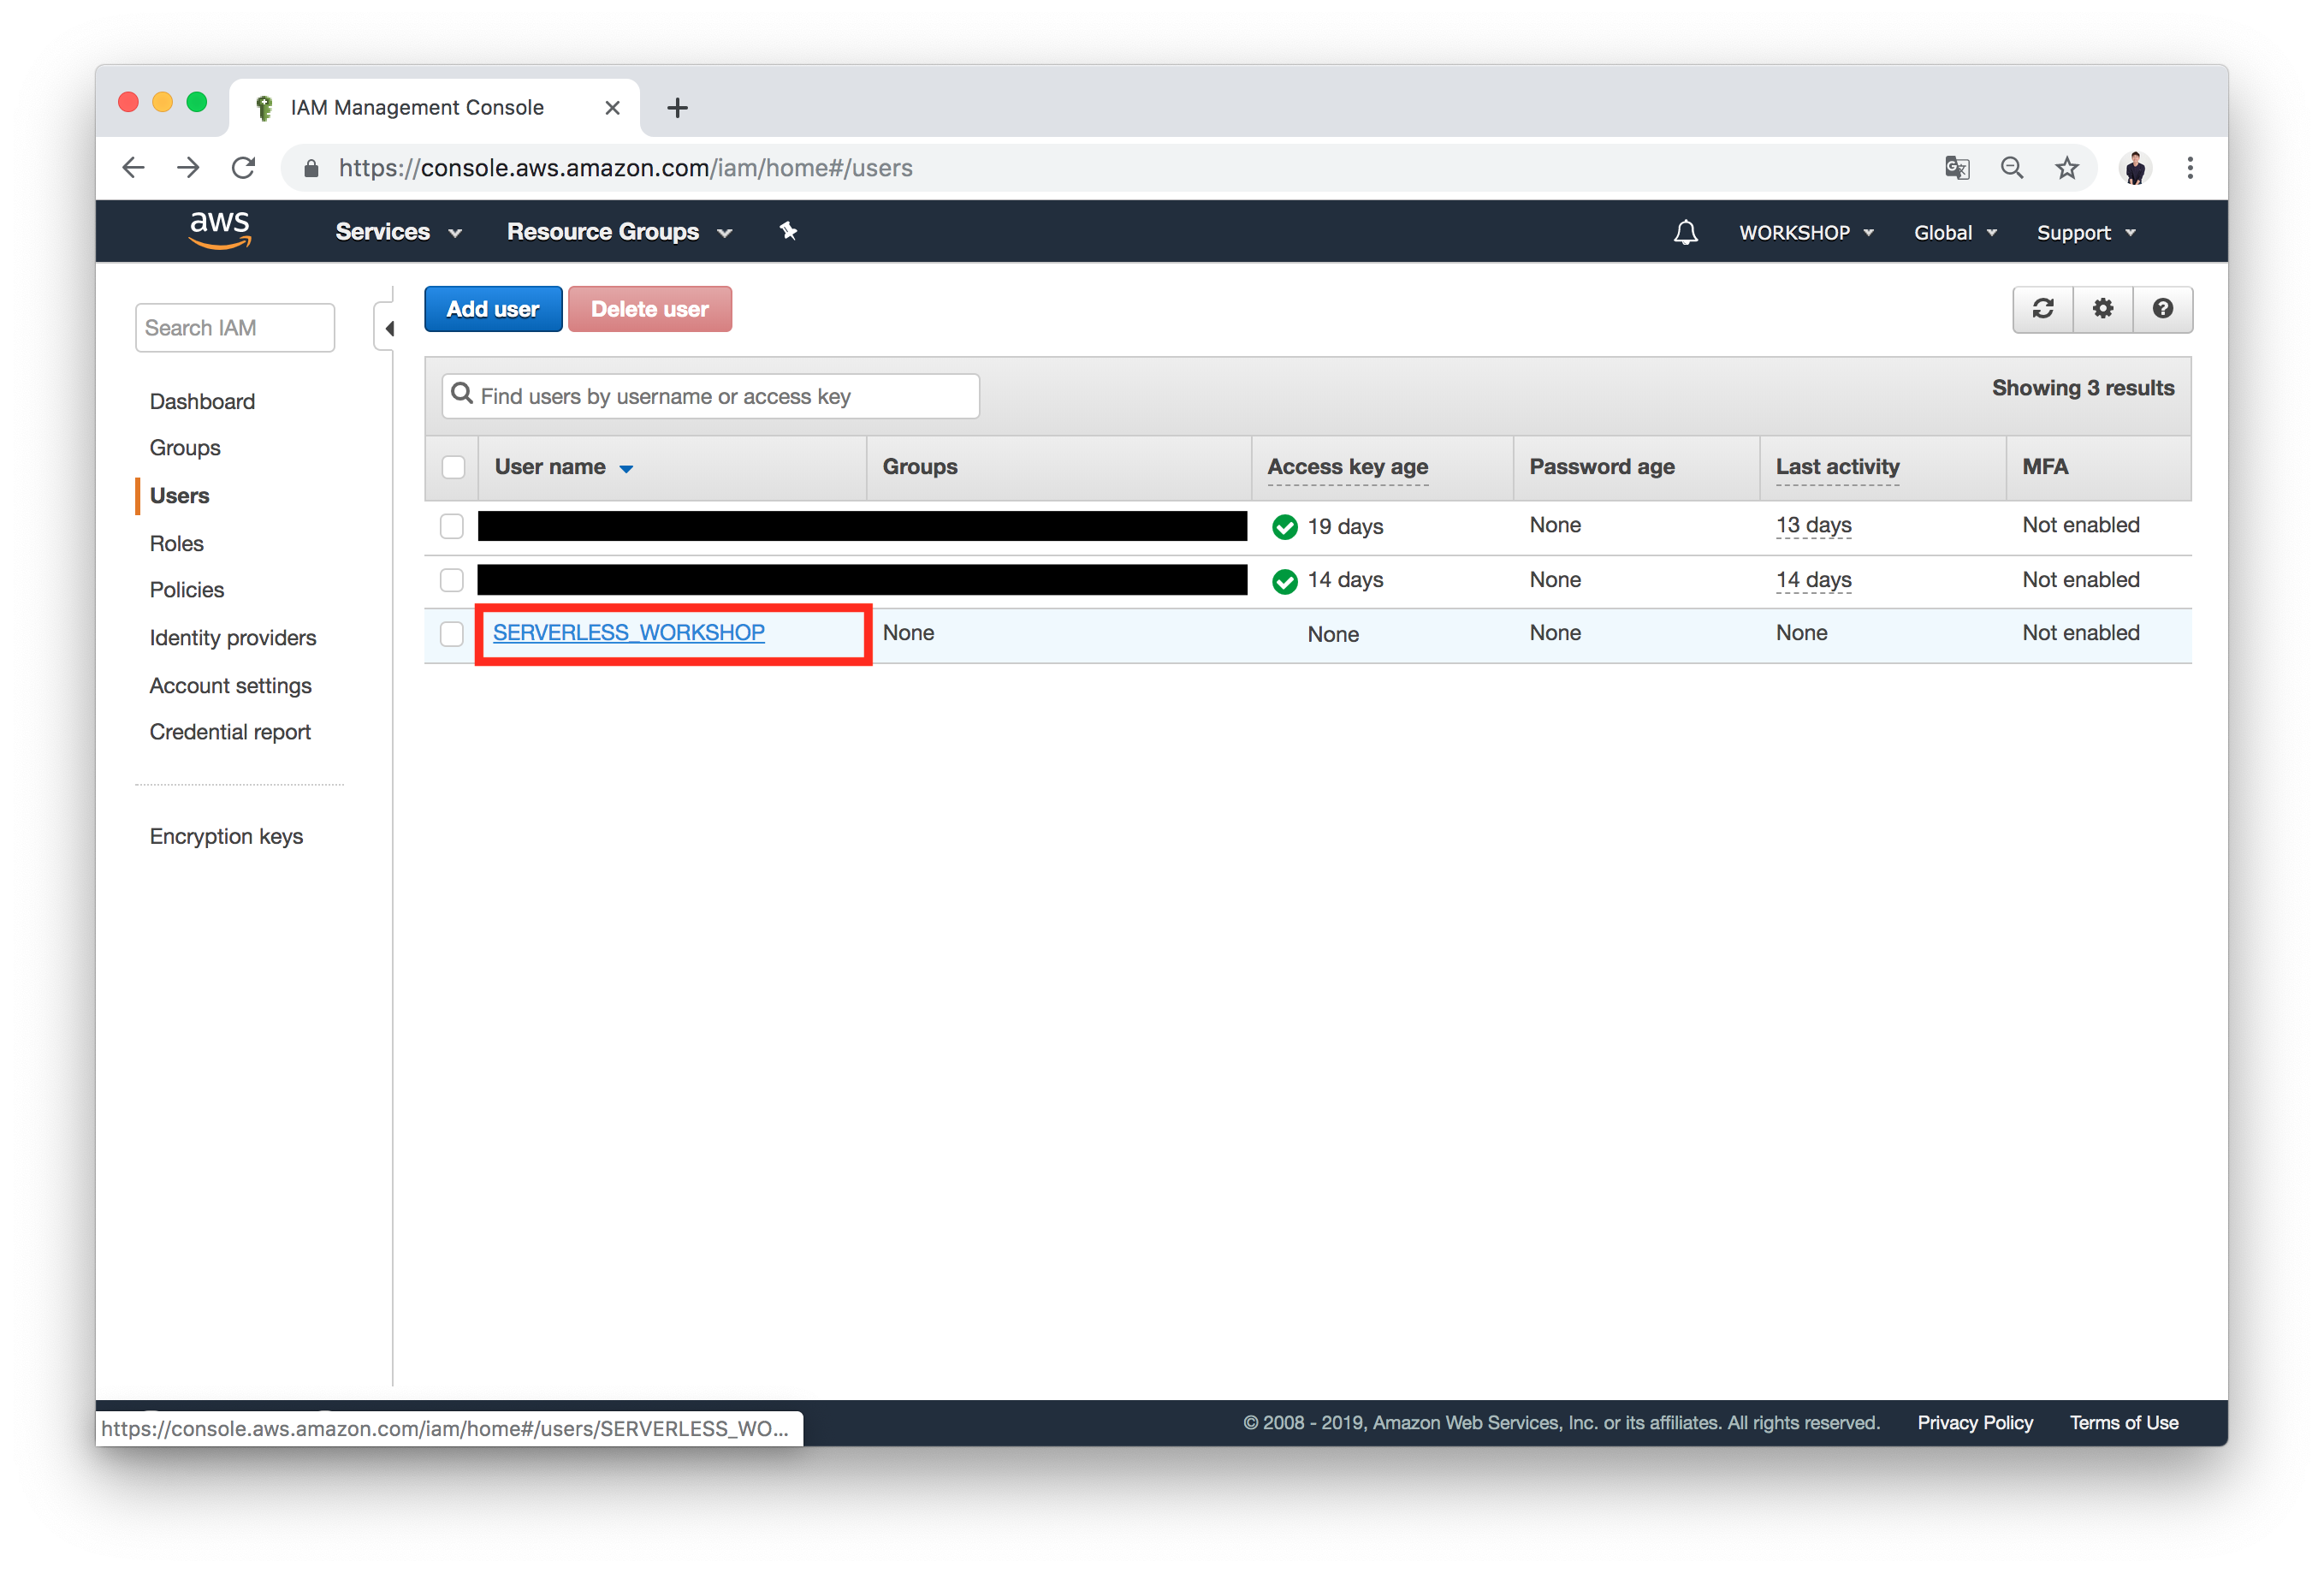 IAM Management Console
https://console.aws.amazon.com/iam/home#/users
aws Services Resource Groups WORKSHOP Global Support
Search IAM
Dashboard
Groups
Users
Roles
Policies
Identity providers
Account settings
Credential report
Encryption keys
Add user Delete user
Find users by username or access key Showing 3 results
User name Groups Access key age Password age Last activity MFA
19 days None 13 days Not enabled
14 days None 14 days Not enabled
SERVERLESS_WORKSHOP None None None None Not enabled
https://console.aws.amazon.com/iam/home#/users/SERVERLESS_WO...
© 2008 - 2019, Amazon Web Services, Inc. or its affiliates. All rights reserved. Privacy Policy Terms of Use